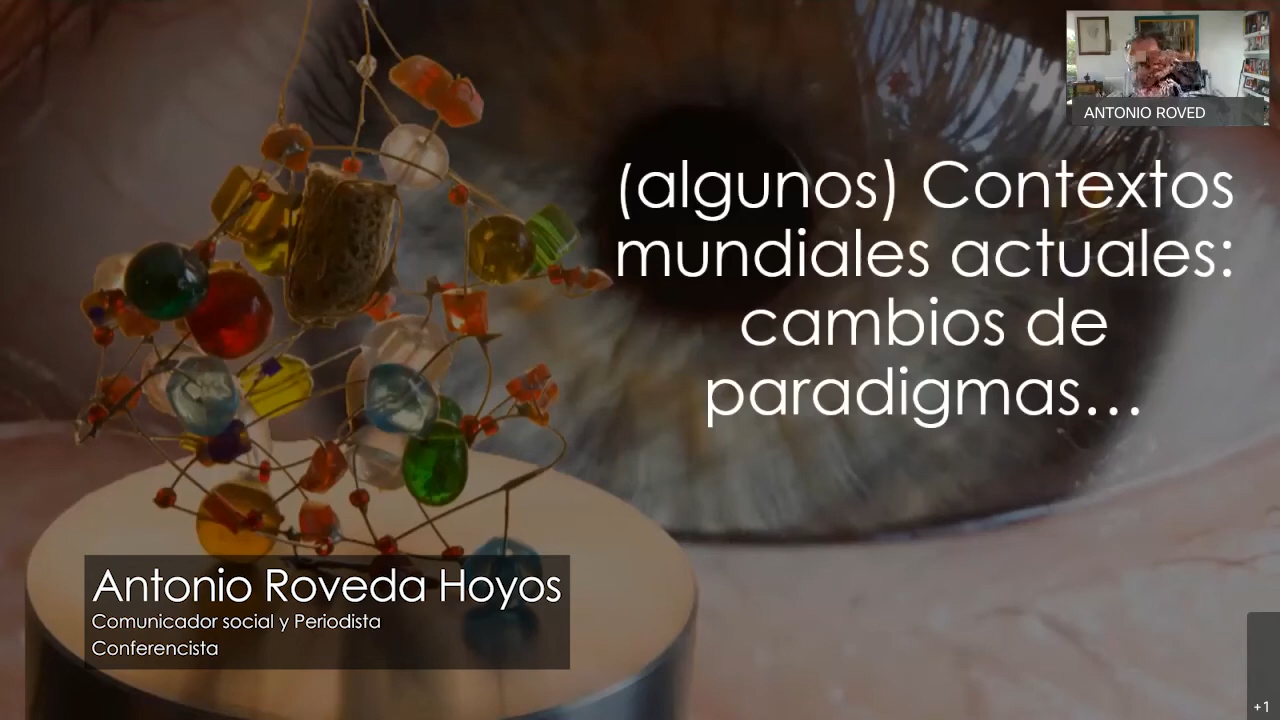 ANTONIO ROVED
(algunos) Contextos
mundiales actuales:
cambios de
paradigmas...
Antonio Roveda Hoyos
Comunicador social y Periodista
Conferencista
+1